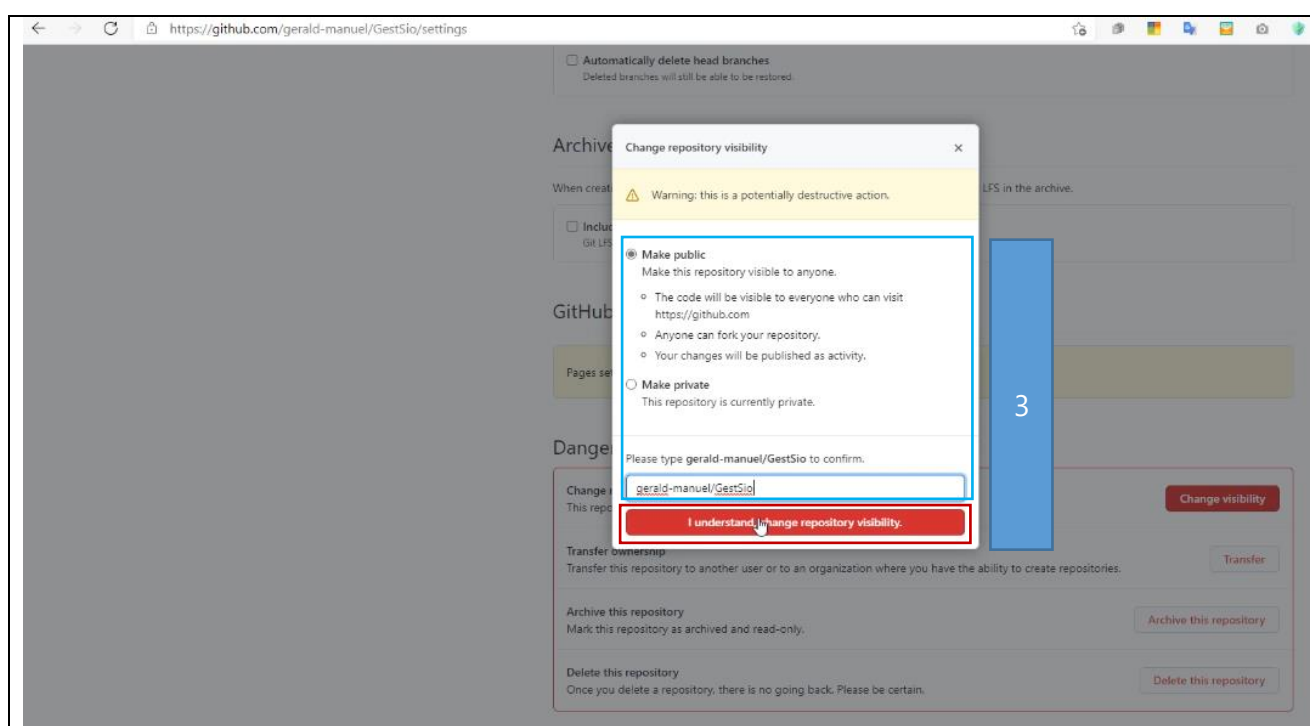 https://github.com/gerald-manuel/GestSio/settings
Automatically delete head branches
Deleted branches will still be able to be restored.
Archive
Change repository visibility
When creat
Warning: this is a potentially destructive action.
LFS in the archive.
Includ
Git LFS
Make public
Make this repository visible to anyone.
The code will be visible to everyone who can visit
https://github.com
GitHub
Anyone can fork your repository.
Your changes will be published as activity.
Pages se
Make private
This repository is currently private.
3
Danger
Please type gerald-manuel/GestSio to confirm.
gerald-manuel/GestSio
Change r
This repo
Change visibility
I understand, change repository visibility.
Transfer ownership
Transfer this repository to another user or to an organization where you have the ability to create repositories.
Transfer
Archive this repository
Mark this repository as archived and read-only.
Archive this repository
Delete this repository
Once you delete a repository, there is no going back. Please be certain.
Delete this repository